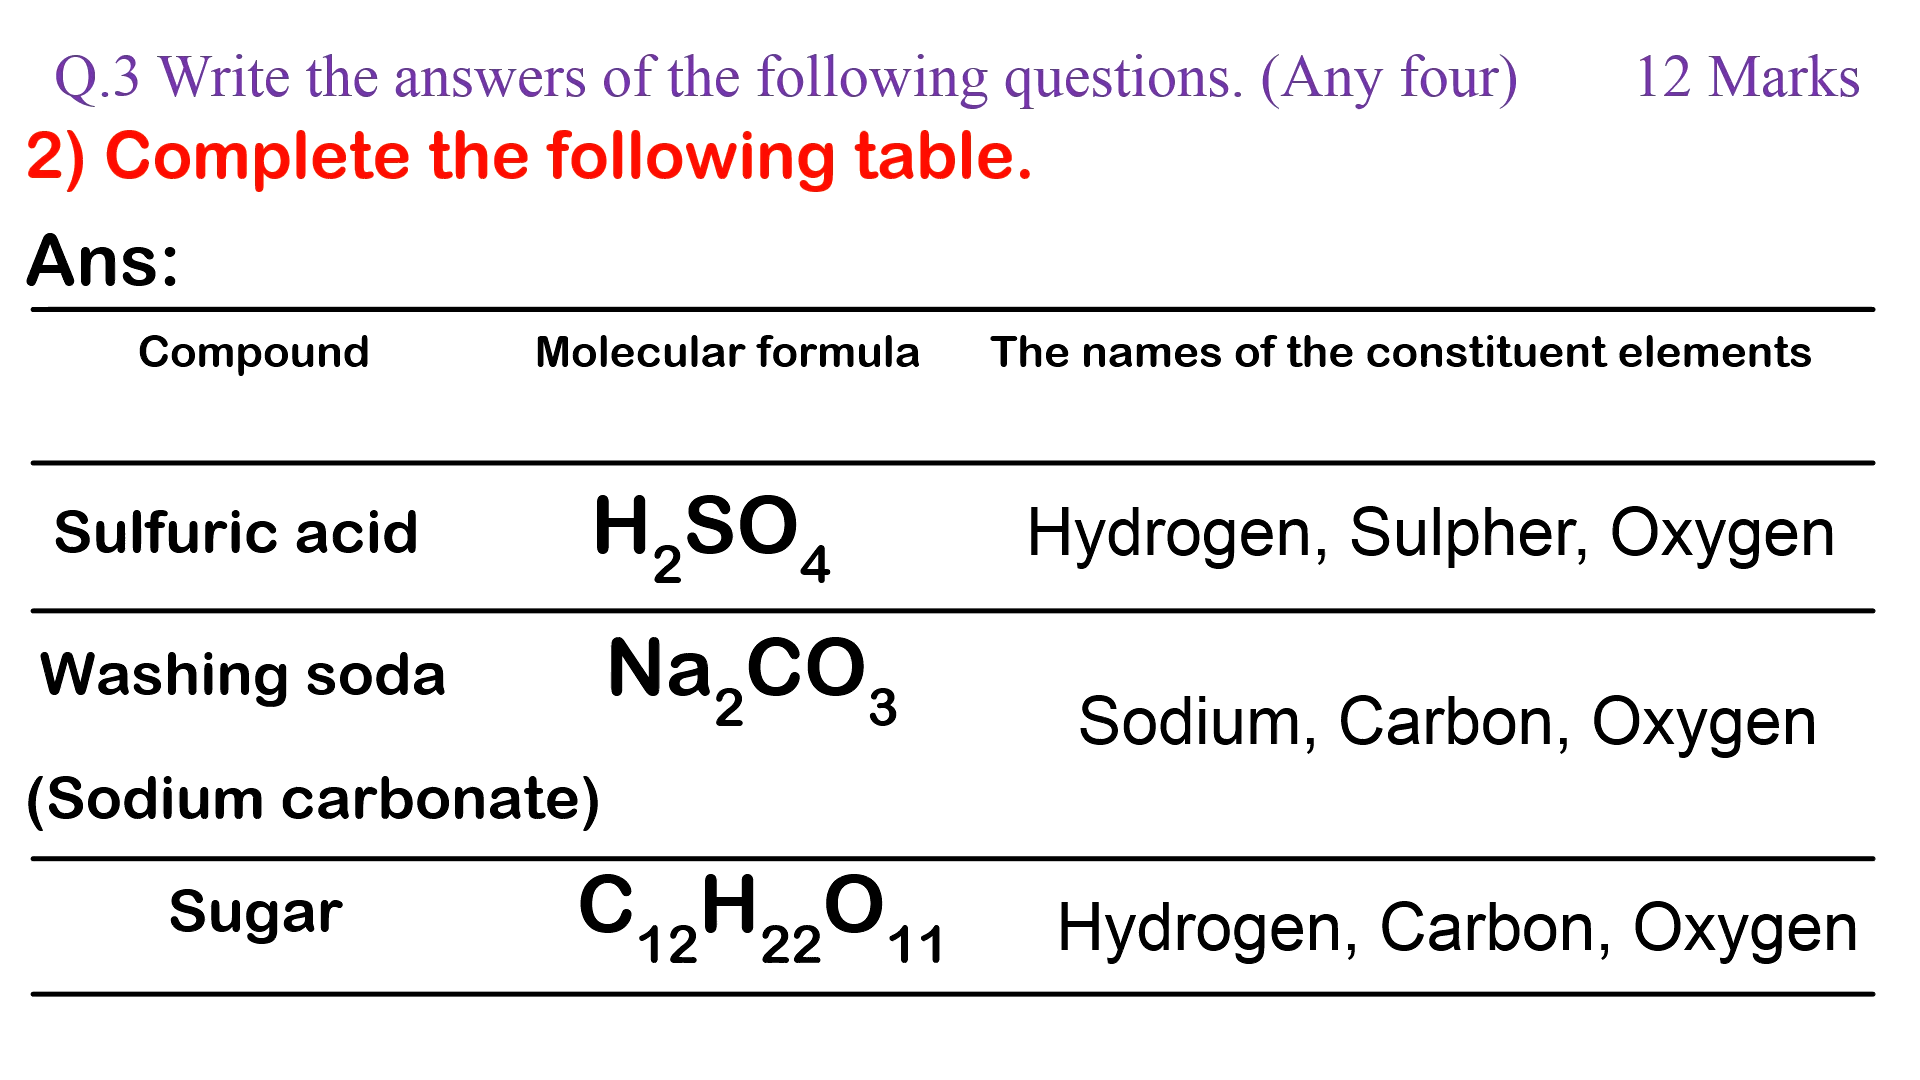 Q.3 Write the answers of the following questions. (Any four) 12 Marks
2) Complete the following table.
Ans:
Compound Molecular formula The names of the constituent elements
Sulfuric acid H₂SO₄ Hydrogen, Sulpher, Oxygen
Washing soda Na₂CO₃
Sodium, Carbon, Oxygen
(Sodium carbonate)
Sugar C₁₂H₂₂O₁₁ Hydrogen, Carbon, Oxygen